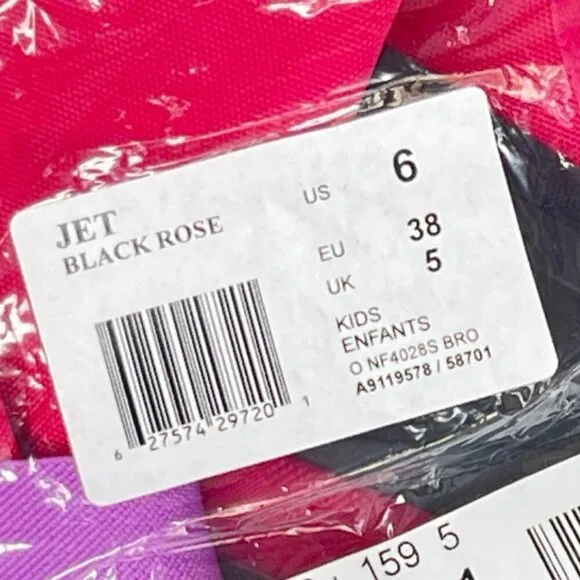 JET
BLACK ROSE
US 6
EU 38
UK 5
KIDS
ENFANTS
O NF4028S BRO
A9119578 / 58701
6 27574 29720 1
159 5